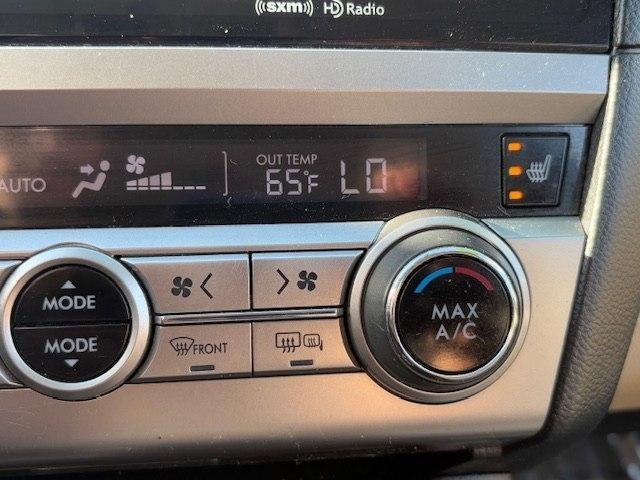 ((sxm)) HD Radio
AUTO OUT TEMP 65°F LO
MODE
MODE
FRONT
MAX
A/C